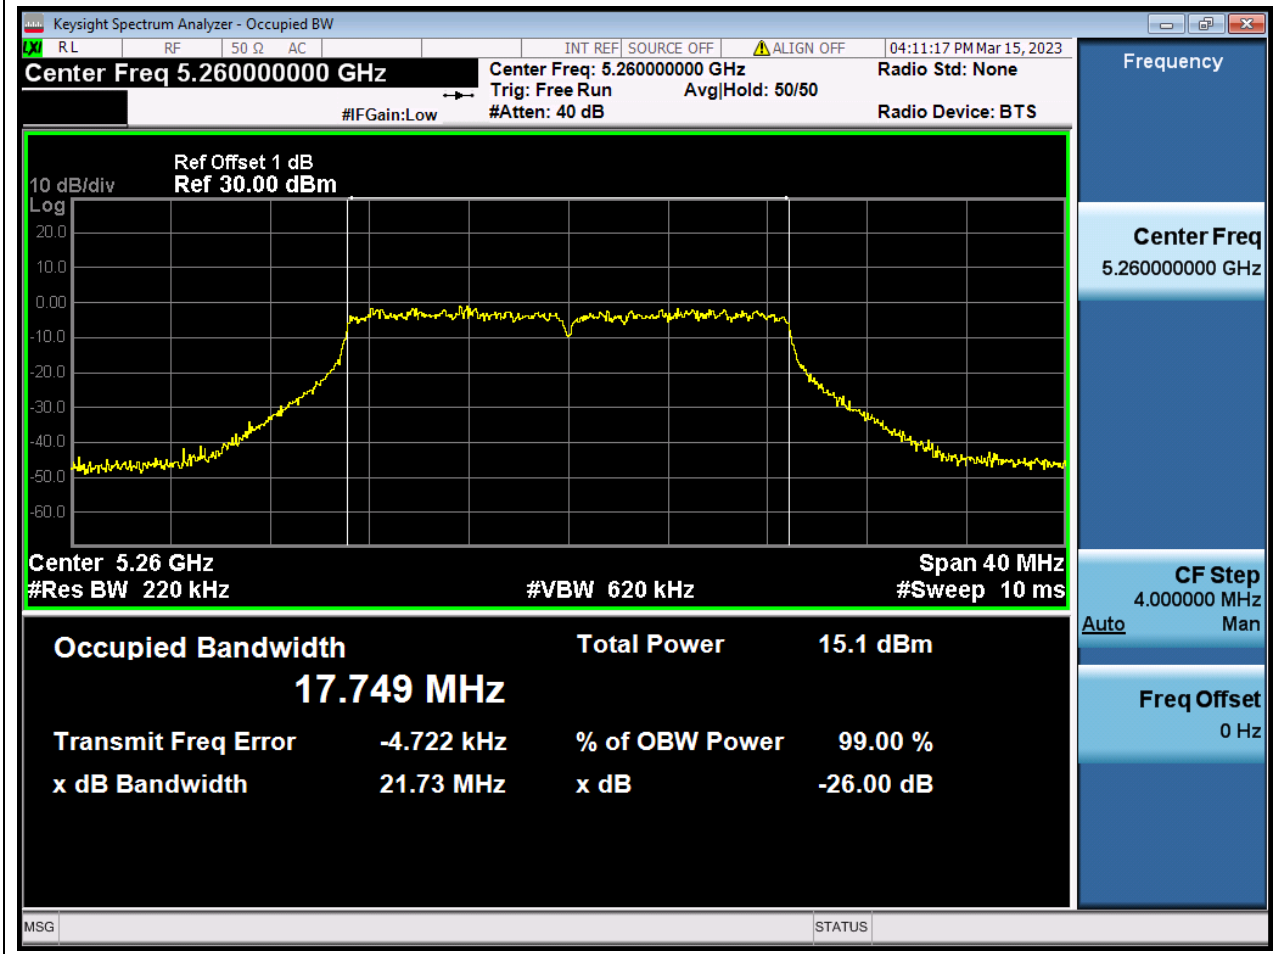 Keysight Spectrum Analyzer - Occupied BW
LXI RL RF 50 Ω AC INT REF SOURCE OFF ALIGN OFF 04:11:17 PM Mar 15, 2023
Center Freq 5.260000000 GHz
Center Freq: 5.260000000 GHz
Radio Std: None
Trig: Free Run Avg|Hold: 50/50
#IFGain:Low
#Atten: 40 dB
Radio Device: BTS
Ref Offset 1 dB
10 dB/div Ref 30.00 dBm
Log
20.0
10.0
0.00
-10.0
-20.0
-30.0
-40.0
-50.0
-60.0
Center 5.26 GHz
Span 40 MHz
#Res BW 220 kHz
#VBW 620 kHz
#Sweep 10 ms
Occupied Bandwidth
Total Power 15.1 dBm
17.749 MHz
Transmit Freq Error -4.722 kHz
% of OBW Power 99.00 %
x dB Bandwidth 21.73 MHz
x dB -26.00 dB
MSG
STATUS
Frequency
Center Freq
5.260000000 GHz
CF Step
4.000000 MHz
Auto Man
Freq Offset
0 Hz